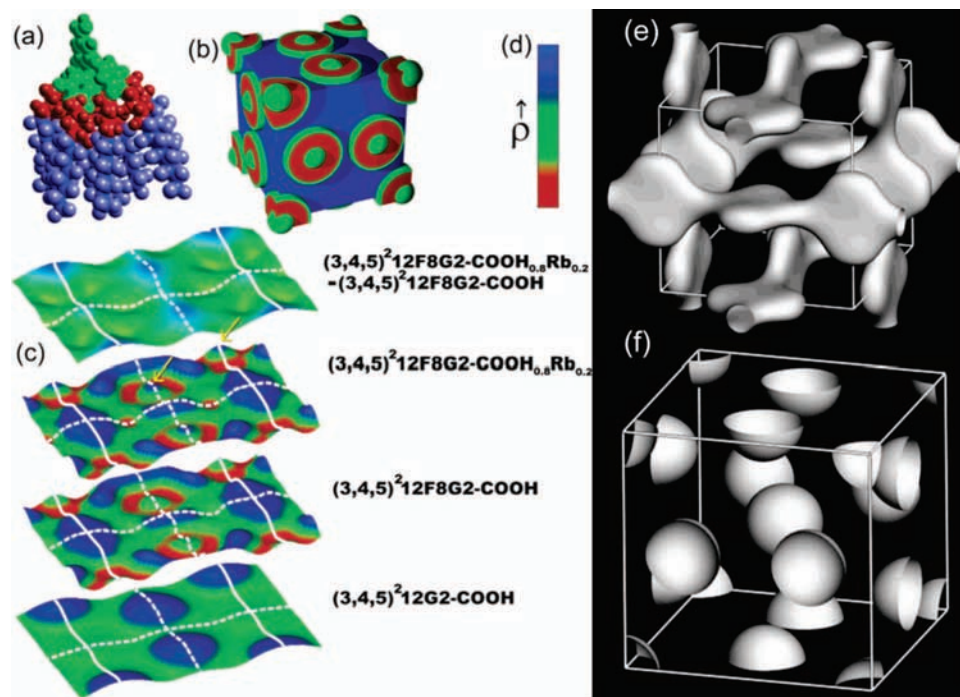 (a)
(b)
(d)
(e)
ρ
(3,4,5)²12F8G2-COOH₀.₈Rb₀.₂
-(3,4,5)²12F8G2-COOH
(c)
(3,4,5)²12F8G2-COOH₀.₈Rb₀.₂
(f)
(3,4,5)²12F8G2-COOH
(3,4,5)²12G2-COOH